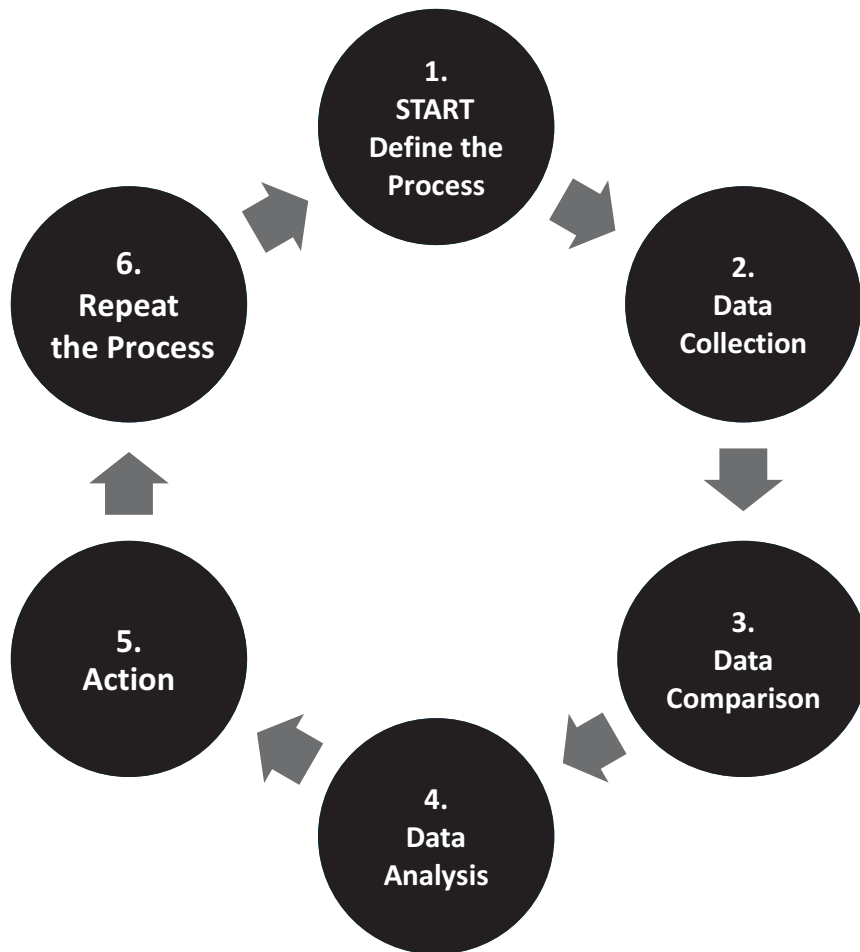 1.
START
Define the
Process
2.
Data
Collection
3.
Data
Comparison
4.
Data
Analysis
5.
Action
6.
Repeat
the Process